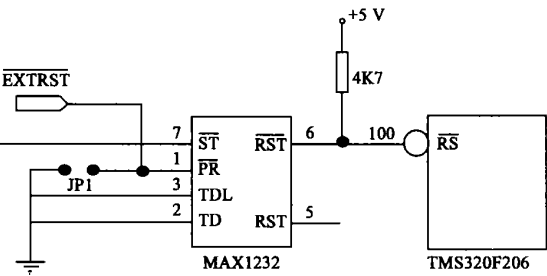 +5 V
EXTRST
4K7
7 ST RST 6 100 RS
1 PR
JP1
3 TDL
2 TD RST 5
MAX1232 TMS320F206